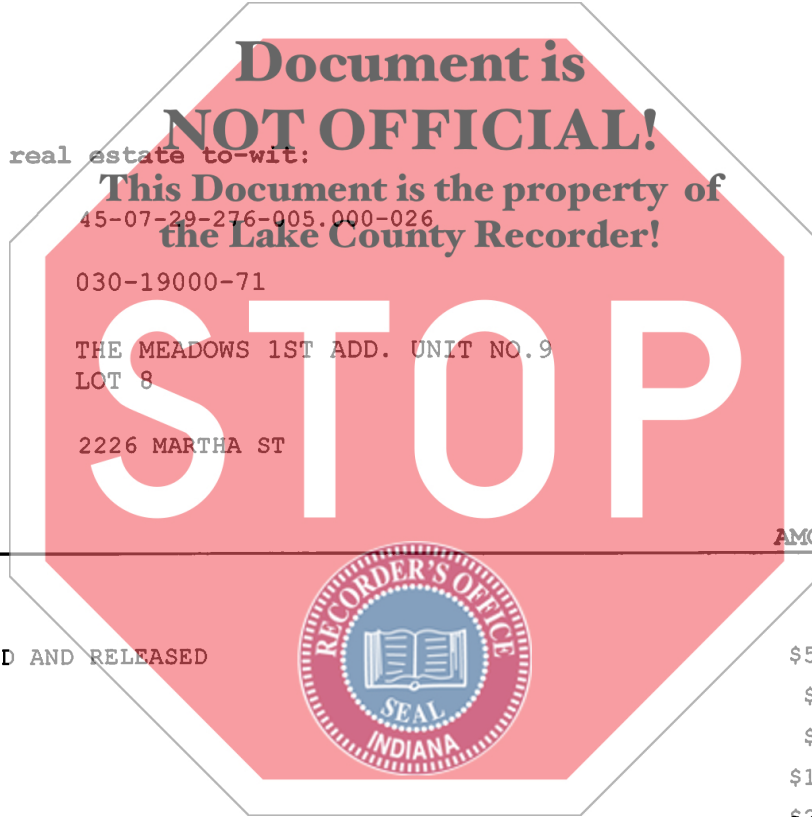 Document is
NOT OFFICIAL!
real estate to-wit:
This Document is the property of
45-07-29-276-005.000-026
the Lake County Recorder!
030-19000-71
THE MEADOWS 1ST ADD. UNIT NO.9
LOT 8
STOP
2226 MARTHA ST
RECORDER'S OFFICE
SEAL
INDIANA
D AND RELEASED